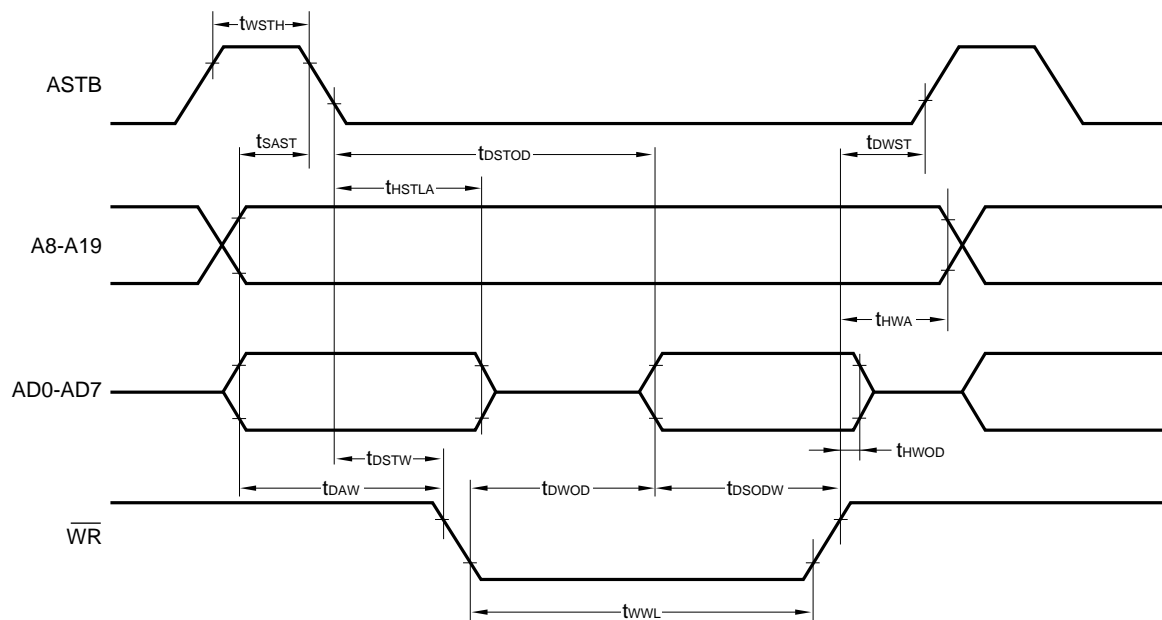 tWSTH
ASTB
tSAST
tDSTOD
tDWST
tHSTLA
A8-A19
tHWA
AD0-AD7
tHWOD
tDSTW
tDAW
tDWOD
tDSODW
WR
tWWL